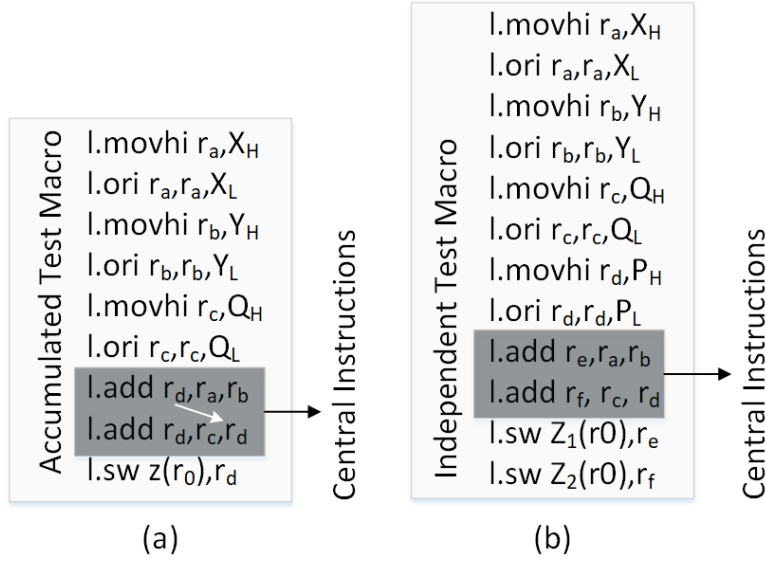 Accumulated Test Macro
l.movhi ra,XH
l.ori ra,ra,XL
l.movhi rb,YH
l.ori rb,rb,YL
l.movhi rc,QH
l.ori rc,rc,QL
l.add rd,ra,rb
l.add rd,rc,rd
l.sw z(r0),rd
Central Instructions
(a)
Independent Test Macro
l.movhi ra,XH
l.ori ra,ra,XL
l.movhi rb,YH
l.ori rb,rb,YL
l.movhi rc,QH
l.ori rc,rc,QL
l.movhi rd,PH
l.ori rd,rd,PL
l.add re,ra,rb
l.add rf, rc, rd
l.sw Z1(r0),re
l.sw Z2(r0),rf
Central Instructions
(b)